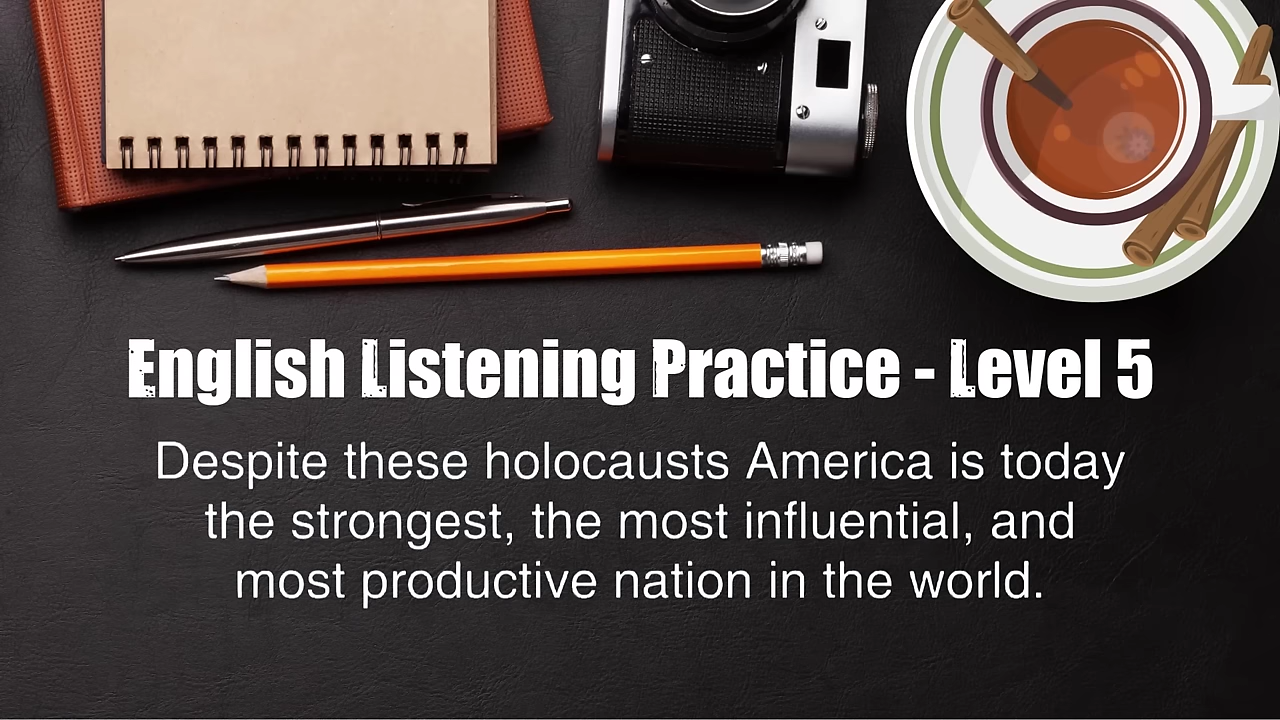 English Listening Practice - Level 5
Despite these holocausts America is today
the strongest, the most influential, and
most productive nation in the world.